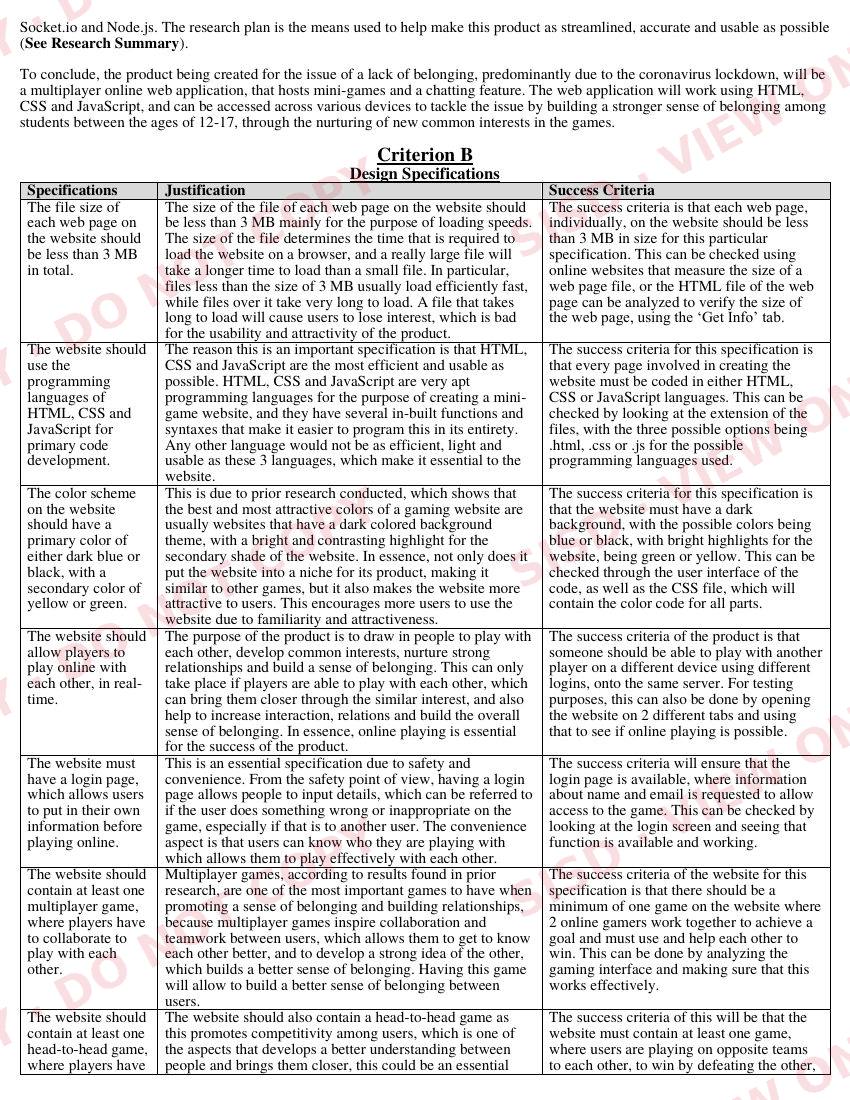 Socket.io and Node.js. The research plan is the means used to help make this product as streamlined, accurate and usable as possible
(See Research Summary).
To conclude, the product being created for the issue of a lack of belonging, predominantly due to the coronavirus lockdown, will be
a multiplayer online web application, that hosts mini-games and a chatting feature. The web application will work using HTML,
CSS and JavaScript, and can be accessed across various devices to tackle the issue by building a stronger sense of belonging among
students between the ages of 12-17, through the nurturing of new common interests in the games.
Criterion B
Design Specifications
Specifications
Justification
Success Criteria
The file size of
each web page on
the website should
be less than 3 MB
in total.
The size of the file of each web page on the website should
be less than 3 MB mainly for the purpose of loading speeds.
The size of the file determines the time that is required to
load the website on a browser, and a really large file will
take a longer time to load than a small file. In particular,
files less than the size of 3 MB usually load efficiently fast,
while files over it take very long to load. A file that takes
long to load will cause users to lose interest, which is bad
for the usability and attractivity of the product.
The success criteria is that each web page,
individually, on the website should be less
than 3 MB in size for this particular
specification. This can be checked using
online websites that measure the size of a
web page file, or the HTML file of the web
page can be analyzed to verify the size of
the web page, using the ‘Get Info’ tab.
The website should
use the
programming
languages of
HTML, CSS and
JavaScript for
primary code
development.
The reason this is an important specification is that HTML,
CSS and JavaScript are the most efficient and usable as
possible. HTML, CSS and JavaScript are very apt
programming languages for the purpose of creating a mini-
game website, and they have several in-built functions and
syntaxes that make it easier to program this in its entirety.
Any other language would not be as efficient, light and
usable as these 3 languages, which make it essential to the
website.
The success criteria for this specification is
that every page involved in creating the
website must be coded in either HTML,
CSS or JavaScript languages. This can be
checked by looking at the extension of the
files, with the three possible options being
.html, .css or .js for the possible
programming languages used.
The color scheme
on the website
should have a
primary color of
either dark blue or
black, with a
secondary color of
yellow or green.
This is due to prior research conducted, which shows that
the best and most attractive colors of a gaming website are
usually websites that have a dark colored background
theme, with a bright and contrasting highlight for the
secondary shade of the website. In essence, not only does it
put the website into a niche for its product, making it
similar to other games, but it also makes the website more
attractive to users. This encourages more users to use the
website due to familiarity and attractiveness.
The success criteria for this specification is
that the website must have a dark
background, with the possible colors being
blue or black, with bright highlights for the
website, being green or yellow. This can be
checked through the user interface of the
code, as well as the CSS file, which will
contain the color code for all parts.
The website should
allow players to
play online with
each other, in real-
time.
The purpose of the product is to draw in people to play with
each other, develop common interests, nurture strong
relationships and build a sense of belonging. This can only
take place if players are able to play with each other, which
can bring them closer through the similar interest, and also
help to increase interaction, relations and build the overall
sense of belonging. In essence, online playing is essential
for the success of the product.
The success criteria of the product is that
someone should be able to play with another
player on a different device using different
logins, onto the same server. For testing
purposes, this can also be done by opening
the website on 2 different tabs and using
that to see if online playing is possible.
The website must
have a login page,
which allows users
to put in their own
information before
playing online.
This is an essential specification due to safety and
convenience. From the safety point of view, having a login
page allows people to input details, which can be referred to
if the user does something wrong or inappropriate on the
game, especially if that is to another user. The convenience
aspect is that users can know who they are playing with
which allows them to play effectively with each other.
The success criteria will ensure that the
login page is available, where information
about name and email is requested to allow
access to the game. This can be checked by
looking at the login screen and seeing that
function is available and working.
The website should
contain at least one
multiplayer game,
where players have
to collaborate to
play with each
other.
Multiplayer games, according to results found in prior
research, are one of the most important games to have when
promoting a sense of belonging and building relationships,
because multiplayer games inspire collaboration and
teamwork between users, which allows them to get to know
each other better, and to develop a strong idea of the other,
which builds a better sense of belonging. Having this game
will allow to build a better sense of belonging between
users.
The success criteria of the website for this
specification is that there should be a
minimum of one game on the website where
2 online gamers work together to achieve a
goal and must use and help each other to
win. This can be done by analyzing the
gaming interface and making sure that this
works effectively.
The website should
contain at least one
head-to-head game,
where players have
The website should also contain a head-to-head game as
this promotes competitivity among users, which is one of
the aspects that develops a better understanding between
people and brings them closer, this could be an essential
The success criteria of this will be that the
website must contain at least one game,
where users are playing on opposite teams
to each other, to win by defeating the other,